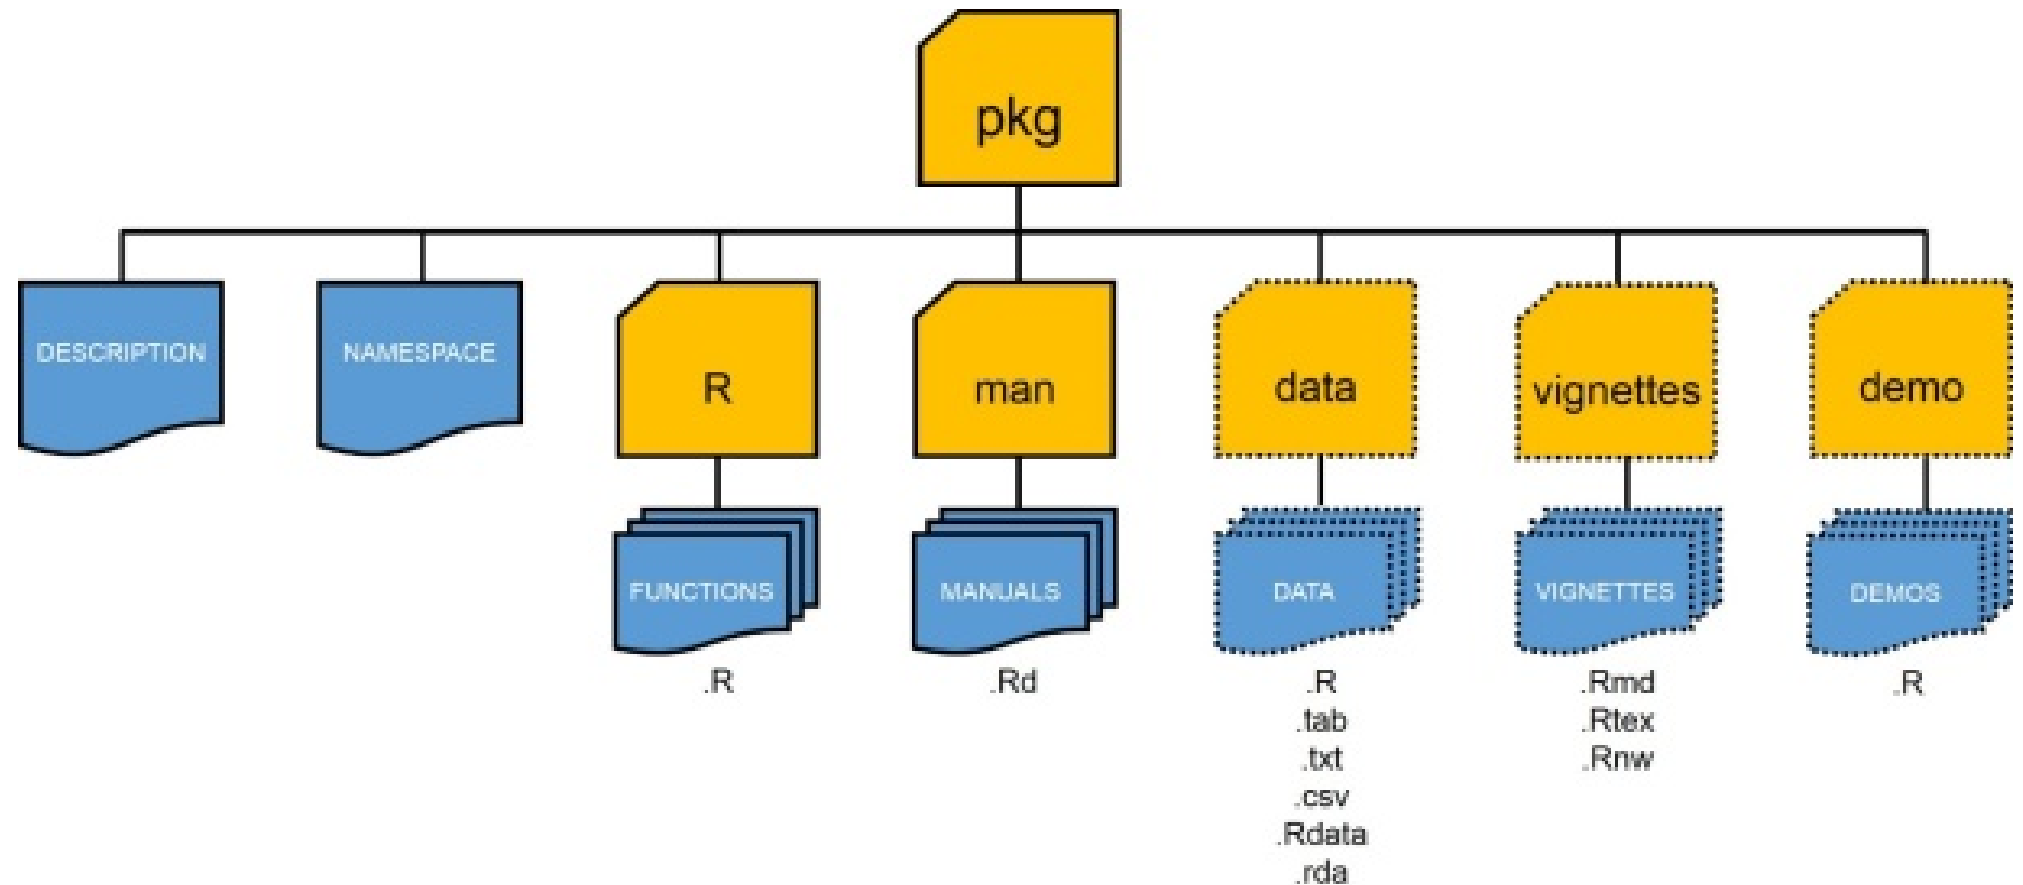 pkg
DESCRIPTION
NAMESPACE
R
man
data
vignettes
demo
FUNCTIONS
MANUALS
DATA
VIGNETTES
DEMOS
.R
.Rd
.R
.tab
.txt
.csv
.Rdata
.rda
.Rmd
.Rtex
.Rnw
.R